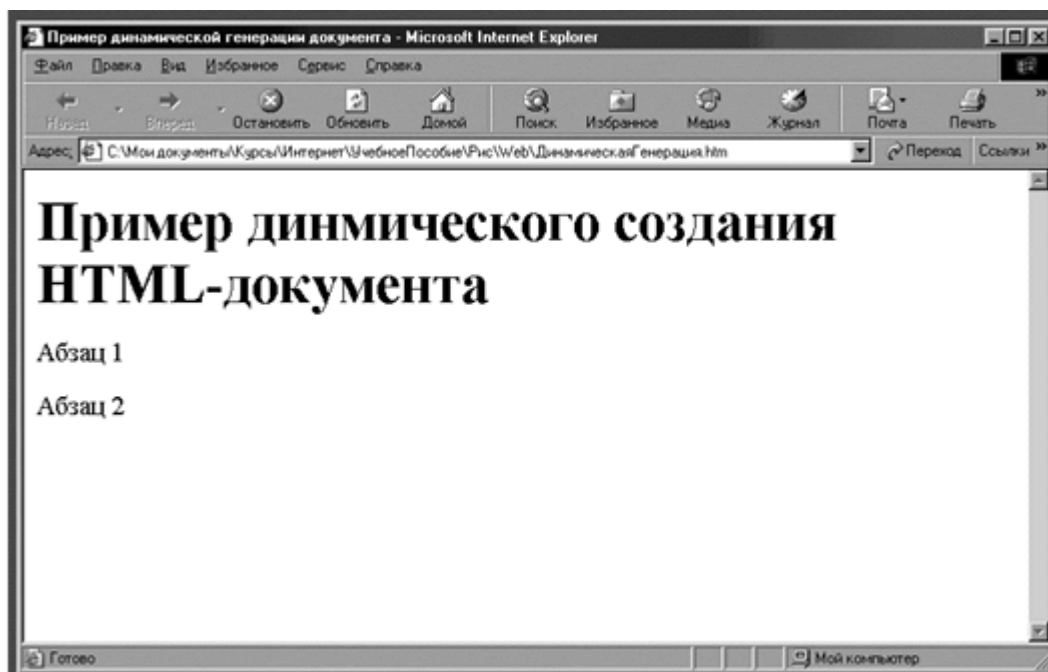 Пример динамической генерации документа - Microsoft Internet Explorer
Файл Правка Вид Избранное Сервис Справка
Назад Вперед Остановить Обновить Домой Поиск Избранное Медиа Журнал Почта Печать »
Адрес: C:\Мои документы\Курсы\Интернет\УчебноеПособие\Рис\Web\ДинамическаяГенерация.htm Переход Ссылки »
Пример динмического создания
HTML-документа
Абзац 1
Абзац 2
Готово Мой компьютер